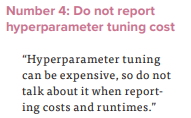 Number 4: Do not report
hyperparameter tuning cost
“Hyperparameter tuning
can be expensive, so do not
talk about it when report-
ing costs and runtimes.”